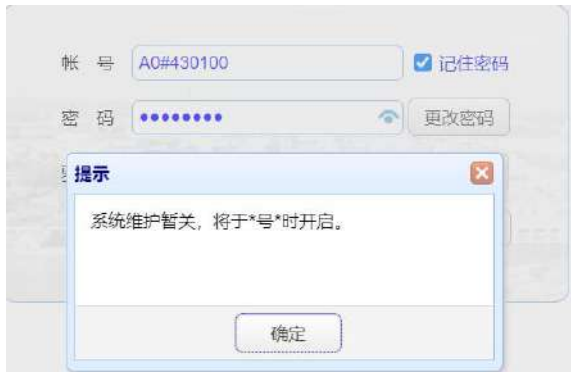 帐 号 A0#430100 记住密码
密 码 ●●●●●●●● 更改密码
提示
系统维护暂关，将于*号*时开启。
确定